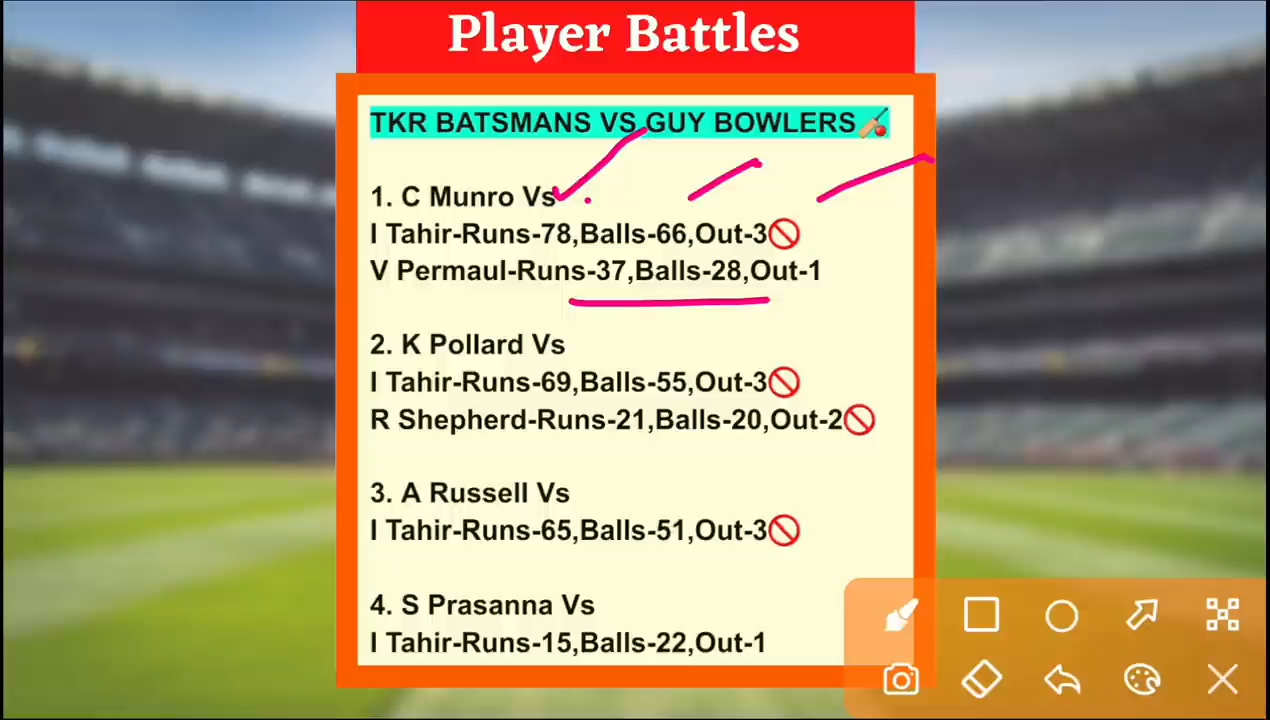 Player Battles
TKR BATSMANS VS GUY BOWLERS🏏
1. C Munro Vs
I Tahir-Runs-78,Balls-66,Out-3🚫
V Permaul-Runs-37,Balls-28,Out-1
2. K Pollard Vs
I Tahir-Runs-69,Balls-55,Out-3🚫
R Shepherd-Runs-21,Balls-20,Out-2🚫
3. A Russell Vs
I Tahir-Runs-65,Balls-51,Out-3🚫
4. S Prasanna Vs
I Tahir-Runs-15,Balls-22,Out-1